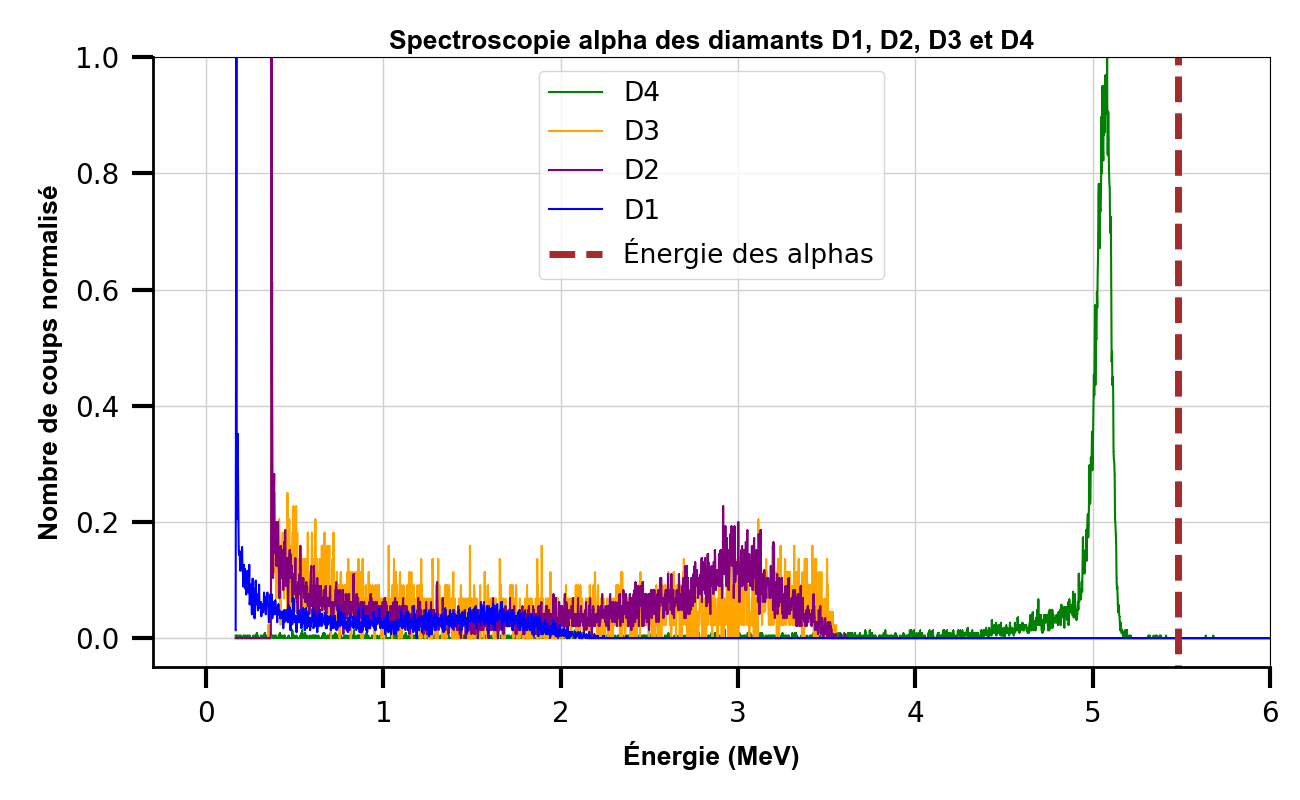 Spectroscopie alpha des diamants D1, D2, D3 et D4
1.0
0.8
0.6
0.4
0.2
0.0
Nombre de coups normalisé
D4
D3
D2
D1
Énergie des alphas
0 1 2 3 4 5 6
Énergie (MeV)